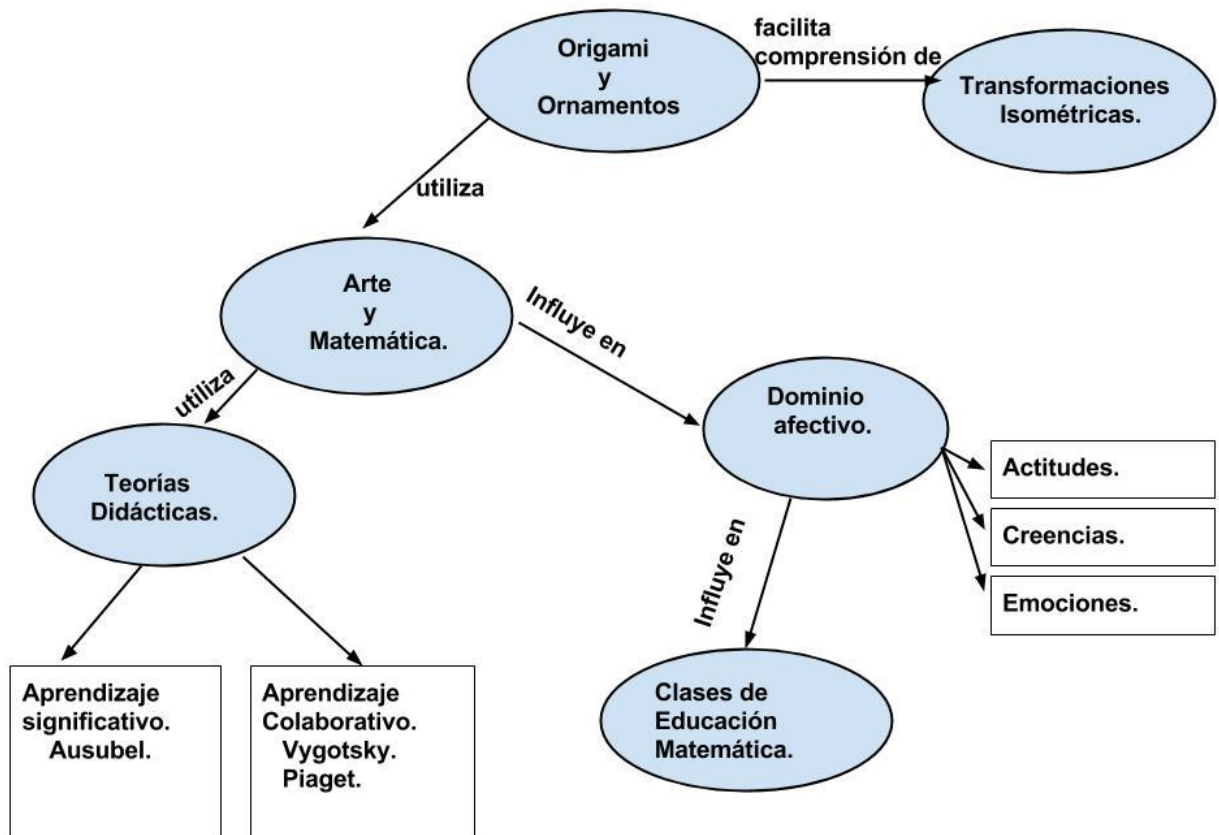 Origami
y
Ornamentos
facilita
comprensión de
Transformaciones
Isométricas.
utiliza
Arte
y
Matemática.
Influye en
utiliza
Dominio
afectivo.
Teorías
Didácticas.
Actitudes.
Creencias.
Emociones.
Influye en
Aprendizaje
significativo.
Ausubel.
Aprendizaje
Colaborativo.
Vygotsky.
Piaget.
Clases de
Educación
Matemática.